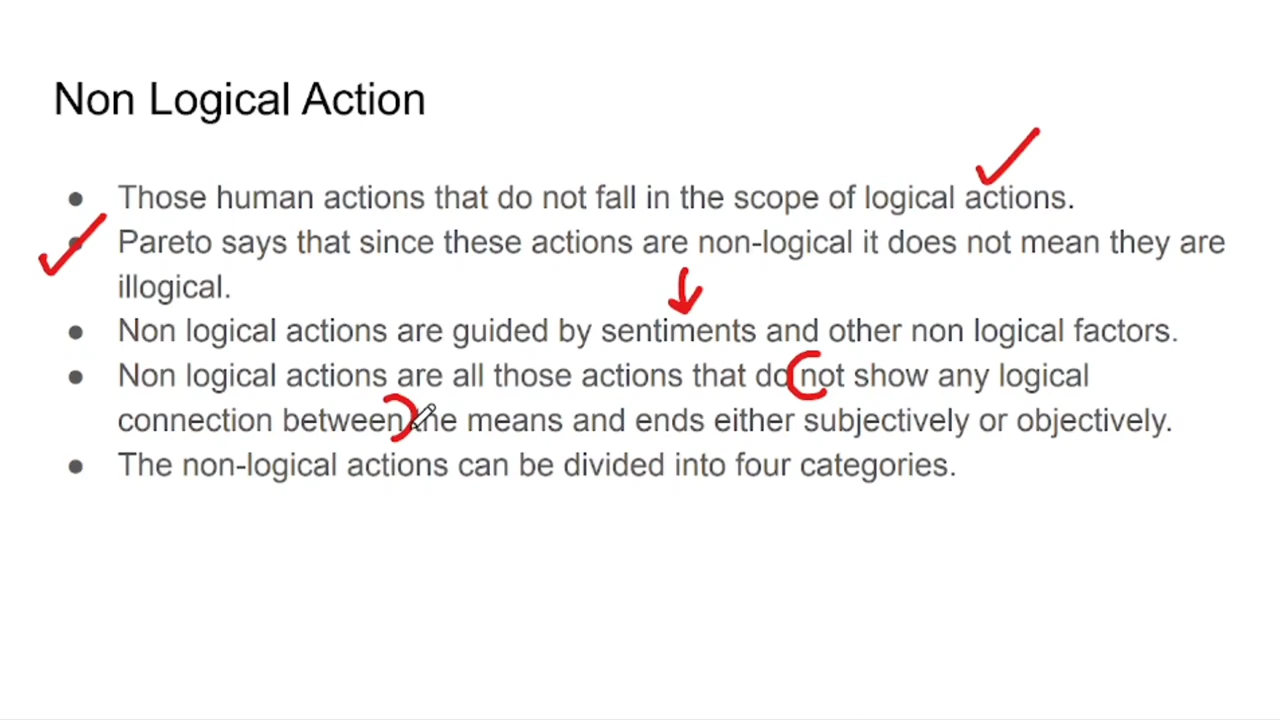 Non Logical Action
● Those human actions that do not fall in the scope of logical actions.
● Pareto says that since these actions are non-logical it does not mean they are
illogical.
● Non logical actions are guided by sentiments and other non logical factors.
● Non logical actions are all those actions that do not show any logical
connection between the means and ends either subjectively or objectively.
● The non-logical actions can be divided into four categories.